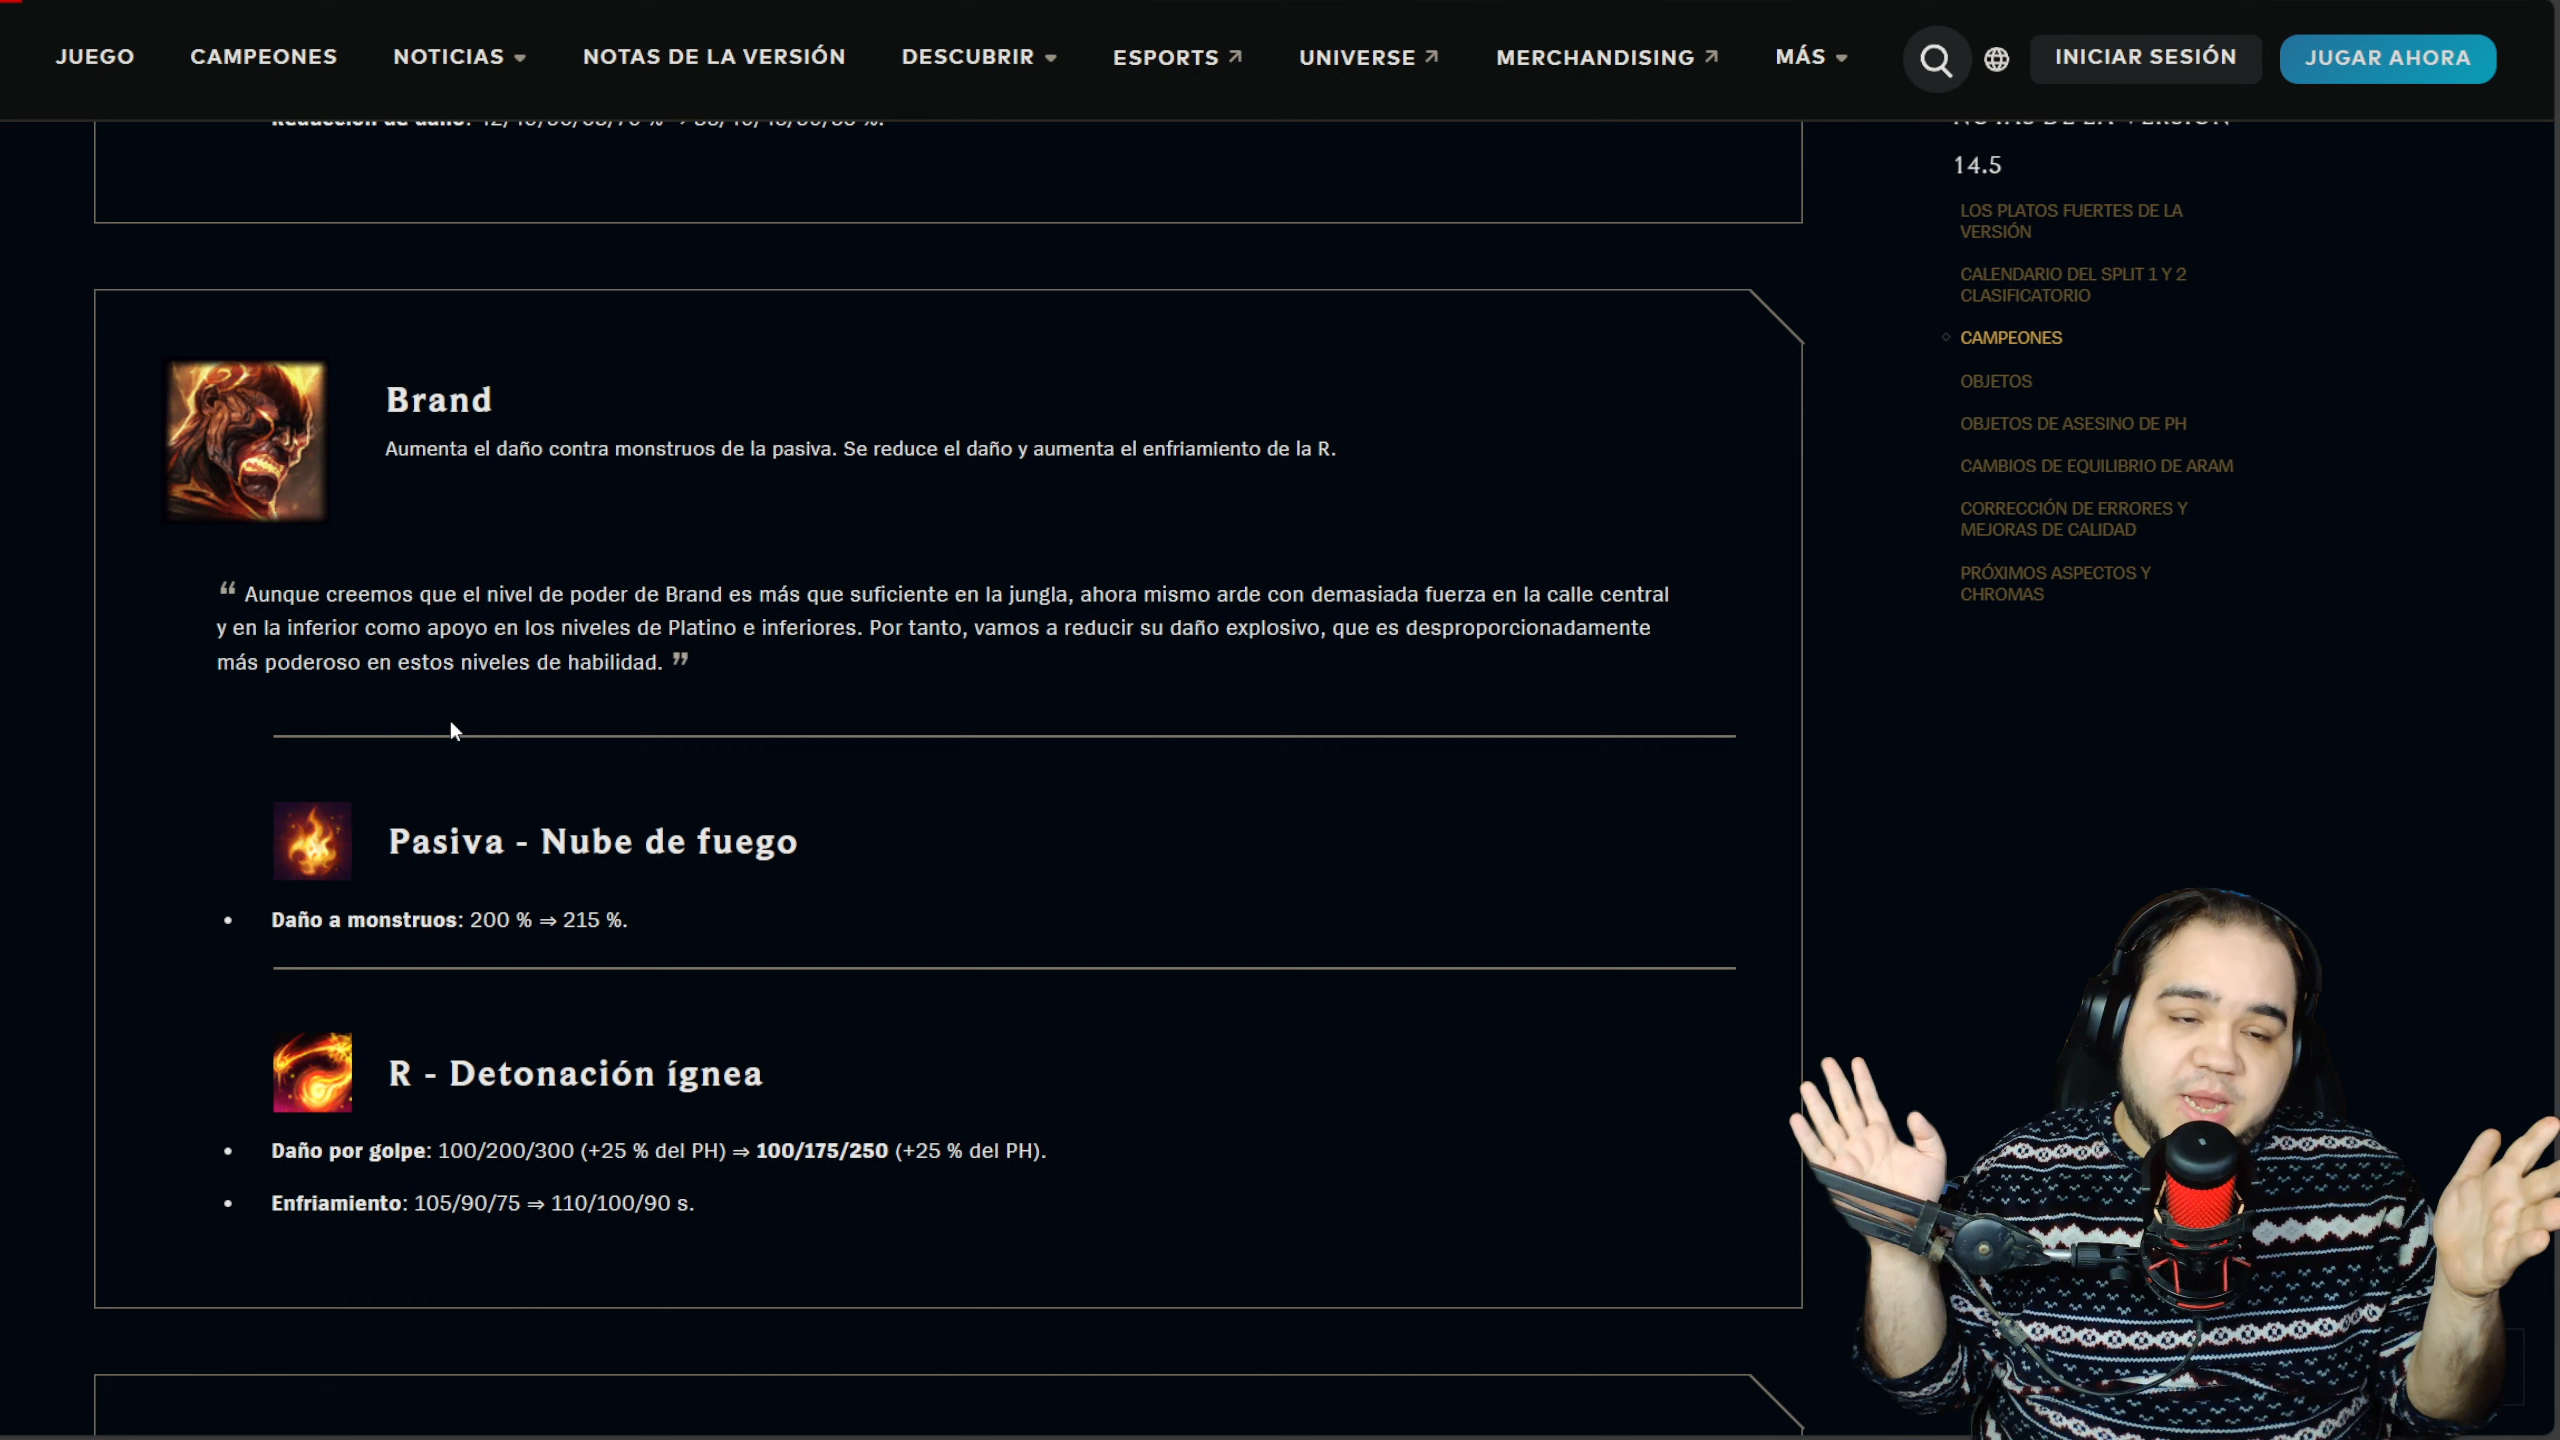 JUEGO CAMPEONES NOTICIAS NOTAS DE LA VERSIÓN DESCUBRIR ESPORTS UNIVERSE MERCHANDISING MÁS INICIAR SESIÓN JUGAR AHORA
NOTAS DE LA VERSIÓN
14.5
LOS PLATOS FUERTES DE LA
VERSIÓN
CALENDARIO DEL SPLIT 1 Y 2
CLASIFICATORIO
CAMPEONES
OBJETOS
OBJETOS DE ASESINO DE PH
CAMBIOS DE EQUILIBRIO DE ARAM
CORRECCIÓN DE ERRORES Y
MEJORAS DE CALIDAD
PRÓXIMOS ASPECTOS Y
CHROMAS
Reducción de daño:
Brand
Aumenta el daño contra monstruos de la pasiva. Se reduce el daño y aumenta el enfriamiento de la R.
“ Aunque creemos que el nivel de poder de Brand es más que suficiente en la jungla, ahora mismo arde con demasiada fuerza en la calle central
y en la inferior como apoyo en los niveles de Platino e inferiores. Por tanto, vamos a reducir su daño explosivo, que es desproporcionadamente
más poderoso en estos niveles de habilidad. ”
Pasiva - Nube de fuego
• Daño a monstruos: 200 % ⇒ 215 %.
R - Detonación ígnea
• Daño por golpe: 100/200/300 (+25 % del PH) ⇒ 100/175/250 (+25 % del PH).
• Enfriamiento: 105/90/75 ⇒ 110/100/90 s.